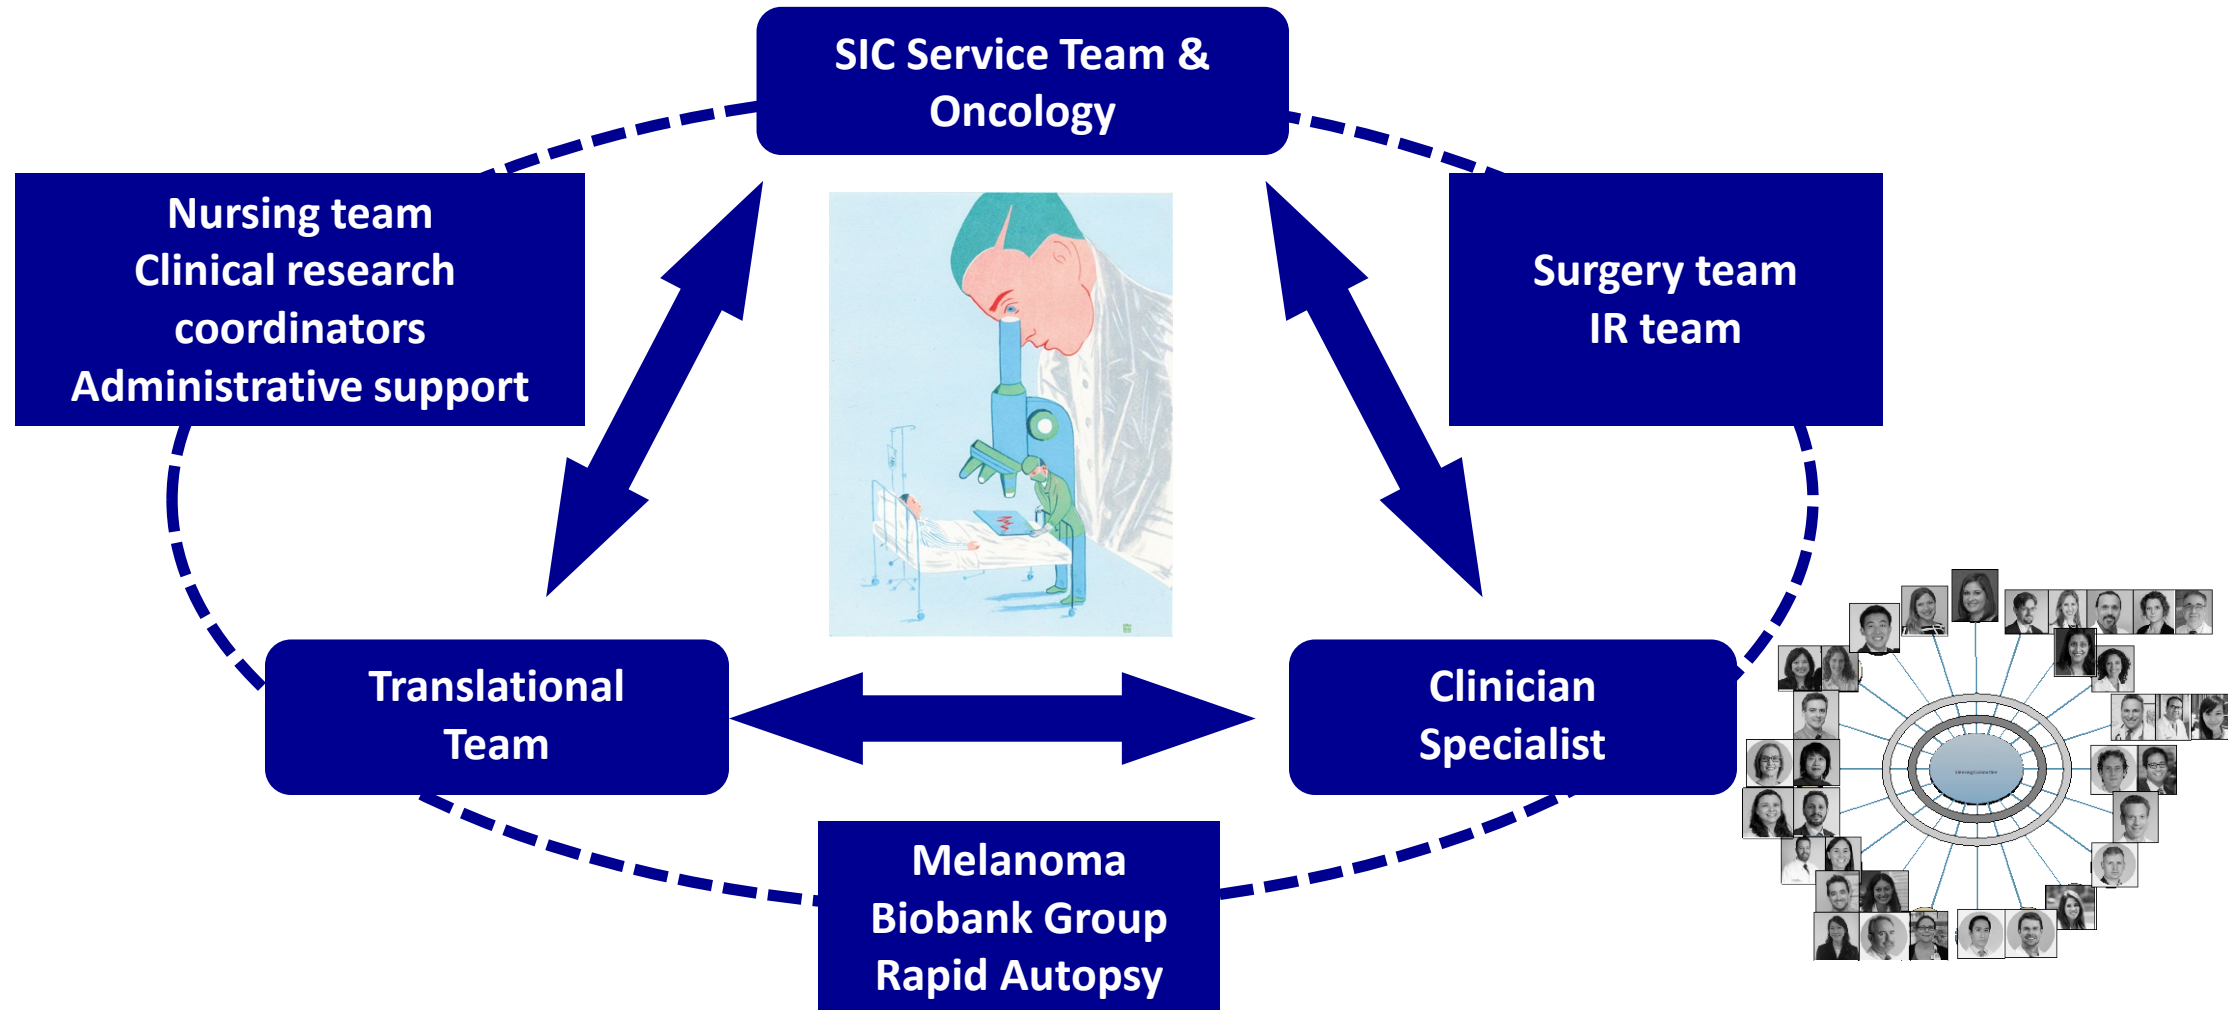 SIC Service Team &
Oncology
Nursing team
Clinical research
coordinators
Administrative support
Surgery team
IR team
Translational
Team
Clinician
Specialist
Melanoma
Biobank Group
Rapid Autopsy